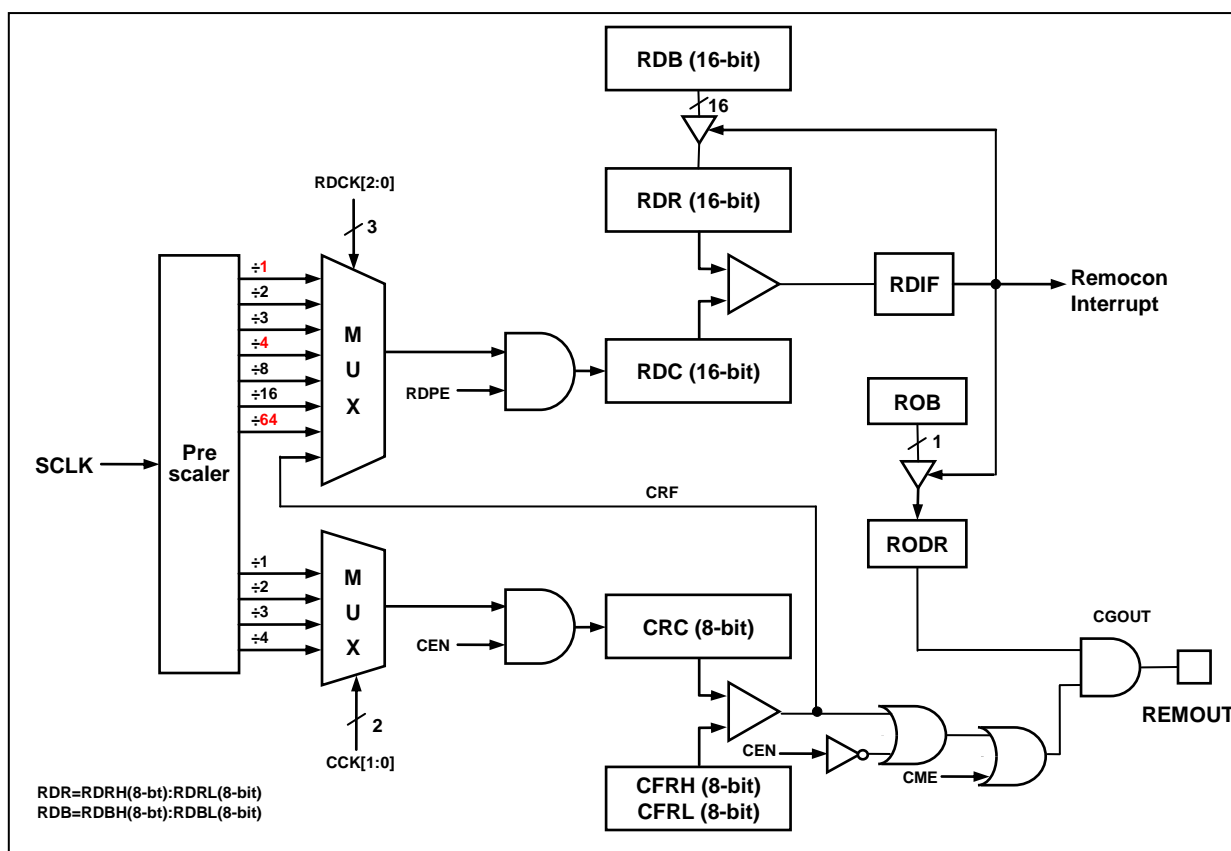 RDB (16-bit)
16
RDCK[2:0]
3
RDR (16-bit)
÷1
÷2
÷3
÷4
÷8
÷16
÷64
M
U
X
Pre
scaler
SCLK
RDPE
RDC (16-bit)
RDIF
Remocon
Interrupt
ROB
1
CRF
RODR
÷1
÷2
÷3
÷4
M
U
X
2
CCK[1:0]
CEN
CRC (8-bit)
CGOUT
REMOUT
CEN
CME
CFRH (8-bit)
CFRL (8-bit)
RDR=RDRH(8-bt):RDRL(8-bit)
RDB=RDBH(8-bt):RDBL(8-bit)